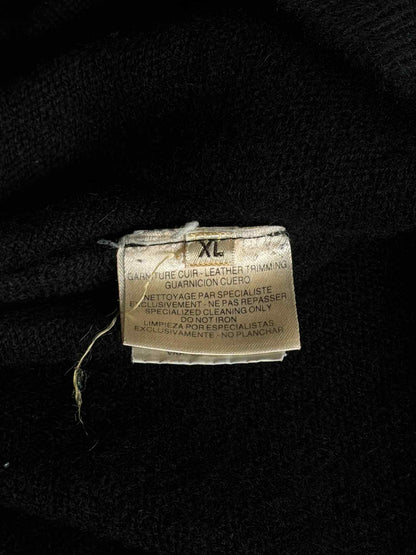 XL
GARNITURE CUIR - LEATHER TRIMMING
GUARNICION CUERO
NETTOYAGE PAR SPECIALISTE
EXCLUSIVEMENT - NE PAS REPASSER
SPECIALIZED CLEANING ONLY
DO NOT IRON
LIMPIEZA POR ESPECIALISTAS
EXCLUSIVAMENTE - NO PLANCHAR